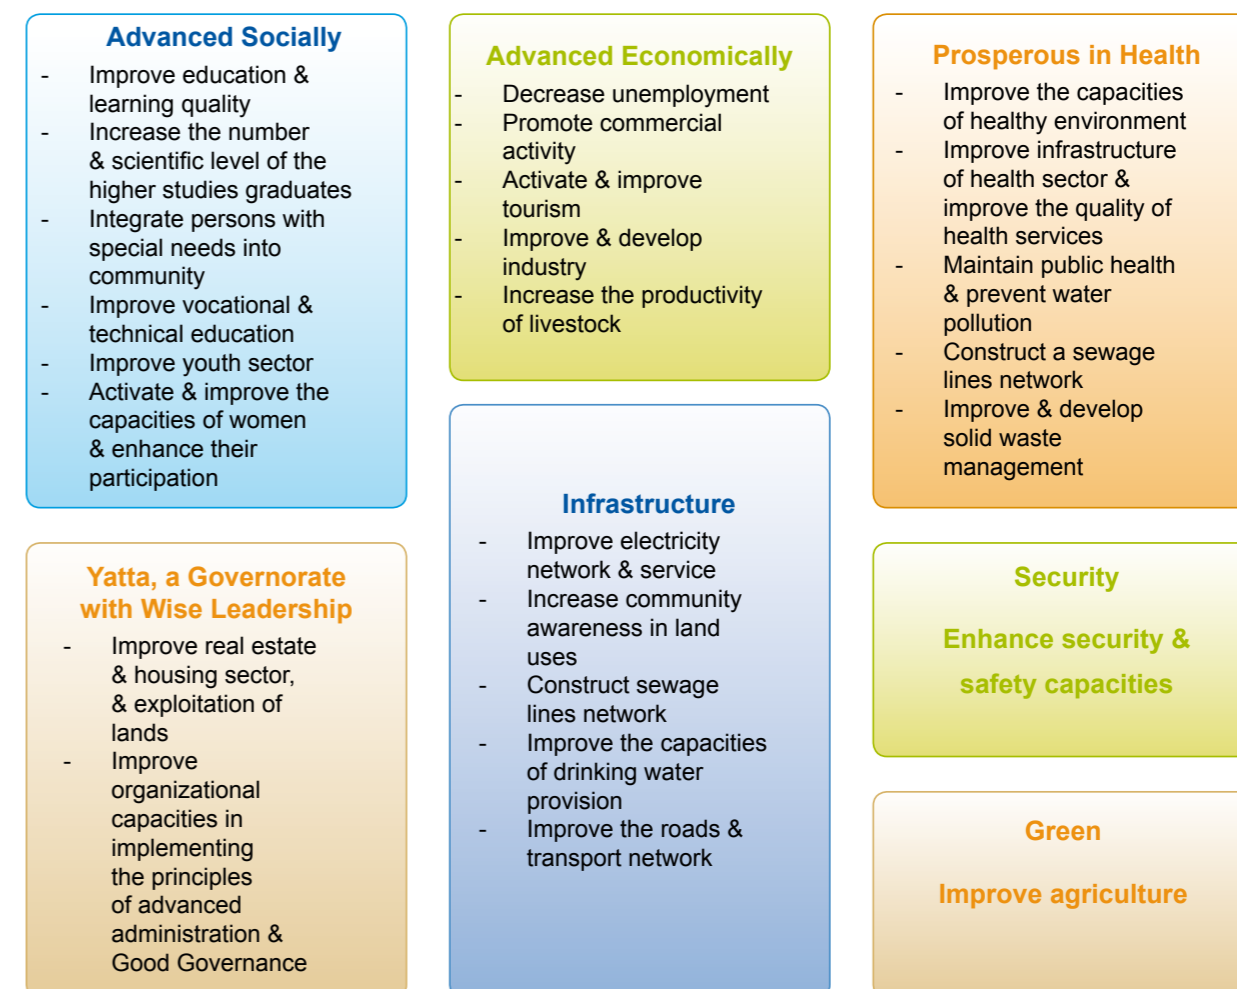 Advanced Socially
- Improve education &
learning quality
- Increase the number
& scientific level of the
higher studies graduates
- Integrate persons with
special needs into
community
- Improve vocational &
technical education
- Improve youth sector
- Activate & improve the
capacities of women
& enhance their
participation
Advanced Economically
- Decrease unemployment
- Promote commercial
activity
- Activate & improve
tourism
- Improve & develop
industry
- Increase the productivity
of livestock
Prosperous in Health
- Improve the capacities
of healthy environment
- Improve infrastructure
of health sector &
improve the quality of
health services
- Maintain public health
& prevent water
pollution
- Construct a sewage
lines network
- Improve & develop
solid waste
management
Yatta, a Governorate
with Wise Leadership
- Improve real estate
& housing sector,
& exploitation of
lands
- Improve
organizational
capacities in
implementing
the principles
of advanced
administration &
Good Governance
Infrastructure
- Improve electricity
network & service
- Increase community
awareness in land
uses
- Construct sewage
lines network
- Improve the capacities
of drinking water
provision
- Improve the roads &
transport network
Security
Enhance security &
safety capacities
Green
Improve agriculture